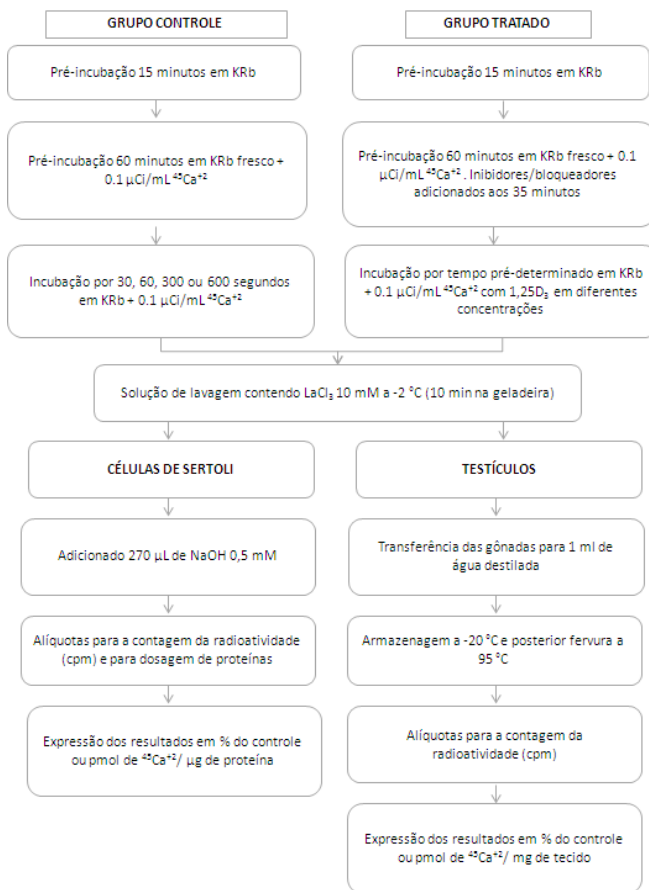 GRUPO CONTROLE
GRUPO TRATADO
Pré-incubação 15 minutos em KRb
Pré-incubação 15 minutos em KRb
Pré-incubação 60 minutos em KRb fresco +
0.1 µCi/mL ⁴⁵Ca⁺²
Pré-incubação 60 minutos em KRb fresco + 0.1
µCi/mL ⁴⁵Ca⁺². Inibidores/bloqueadores
adicionados aos 35 minutos
Incubação por 30, 60, 300 ou 600 segundos
em KRb + 0.1 µCi/mL ⁴⁵Ca⁺²
Incubação por tempo pré-determinado em KRb
+ 0.1 µCi/mL ⁴⁵Ca⁺² com 1,25D₃ em diferentes
concentrações
Solução de lavagem contendo LaCl₃ 10 mM a -2 °C (10 min na geladeira)
CÉLULAS DE SERTOLI
TESTÍCULOS
Adicionado 270 µL de NaOH 0,5 mM
Transferência das gônadas para 1 ml de
água destilada
Alíquotas para a contagem da radioatividade
(cpm) e para dosagem de proteínas
Armazenagem a -20 °C e posterior fervura a
95 °C
Expressão dos resultados em % do controle
ou pmol de ⁴⁵Ca⁺²/ µg de proteína
Alíquotas para a contagem da
radioatividade (cpm)
Expressão dos resultados em % do controle
ou pmol de ⁴⁵Ca⁺²/ mg de tecido